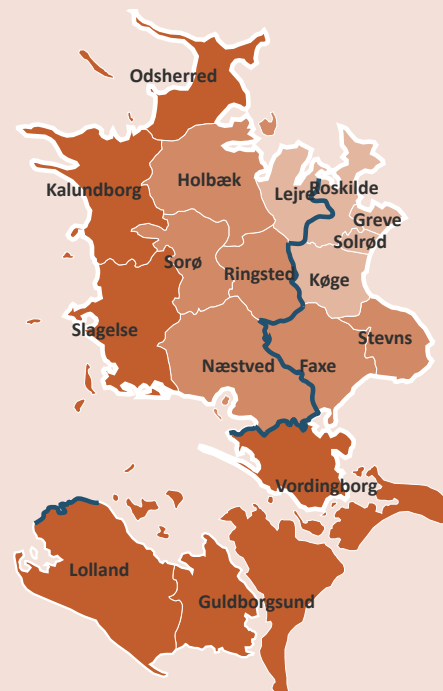 Odsherred
Kalundborg
Holbæk
Lejre
Roskilde
Greve
Solrød
Sorø
Ringsted
Køge
Slagelse
Stevns
Næstved
Faxe
Vordingborg
Lolland
Guldborgsund